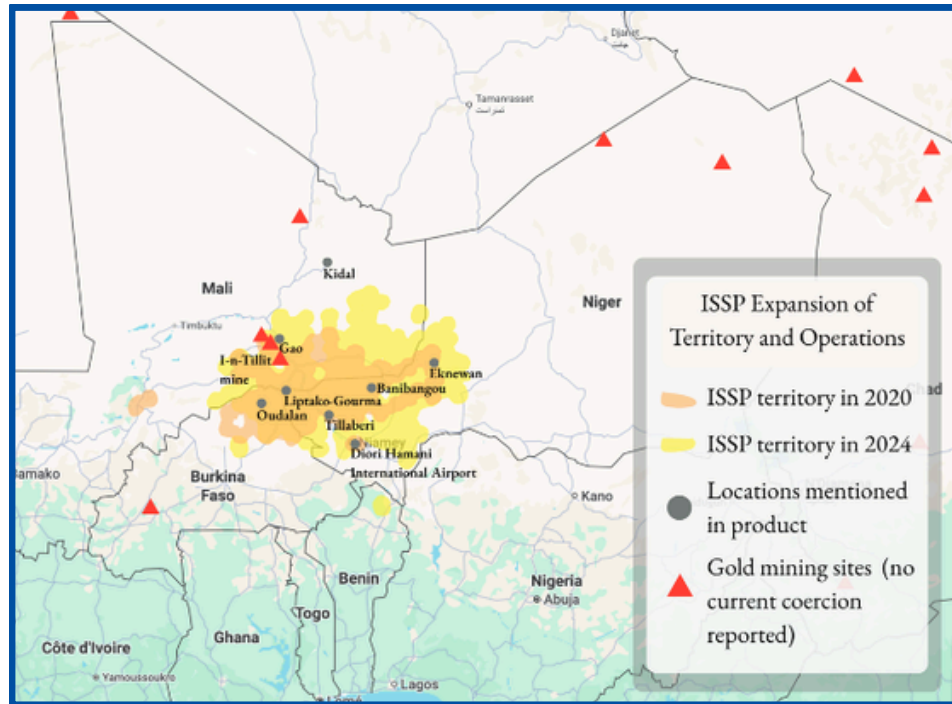 Djanet
جانت
Tamanrasset
تمنراست
Kidal
Mali
Niger
Timbuktu
Gao
I-n-Tillit
mine
Eknewan
Banibangou
Liptako-Gourma
Oudalan
Tillaberi
Niamey
Diori Hamani
International Airport
Bamako
Burkina
Faso
Kano
Benin
Nigeria
Abuja
Togo
Ghana
Côte d'Ivoire
Yamoussoukro
Lagos
Lomé
Chad
ISSP Expansion of
Territory and Operations
ISSP territory in 2020
ISSP territory in 2024
Locations mentioned
in product
Gold mining sites (no
current coercion
reported)